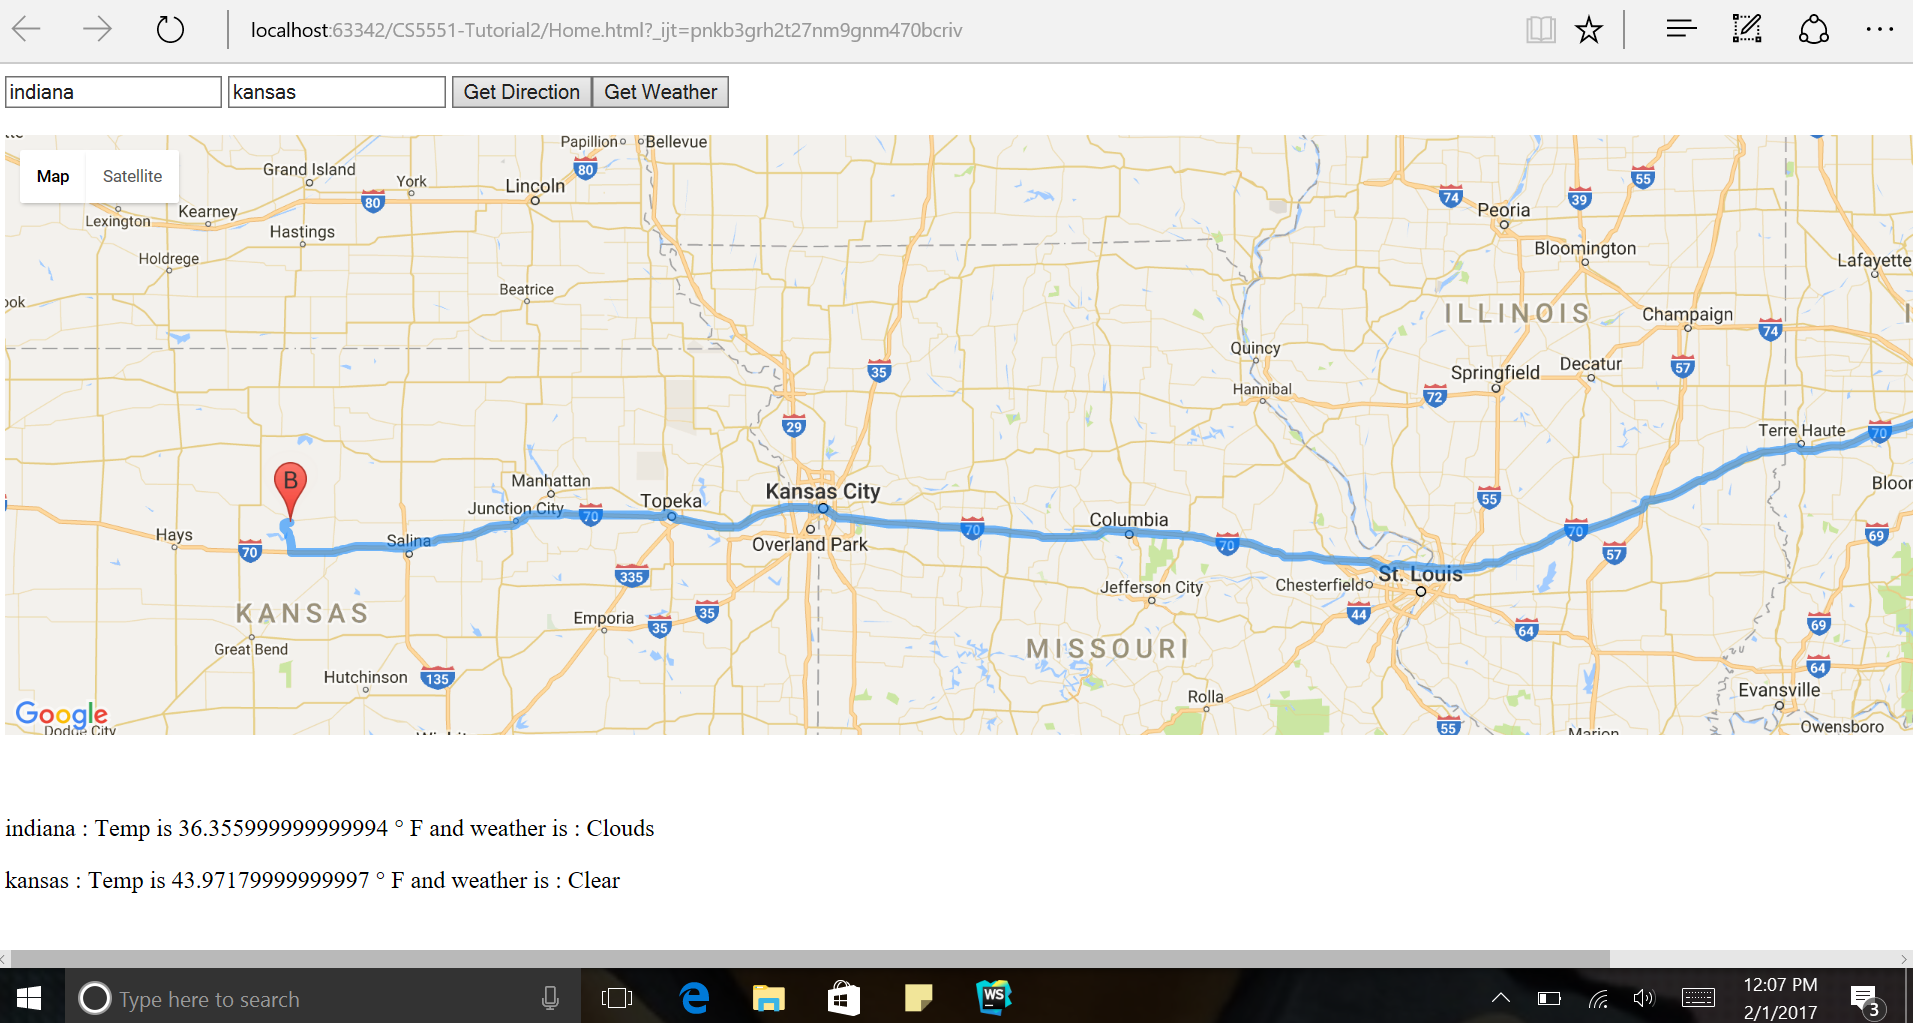 localhost:63342/CS5551-Tutorial2/Home.html?_ijt=pnkb3grh2t27nm9gnm470bcriv
indiana kansas Get Direction Get Weather
Map Satellite
Papillion Bellevue
Grand Island York Lincoln 80
80
Lexington Kearney
Hastings
Holdrege
Beatrice
ook
74 39 55
Peoria
Bloomington
Lafayette
ILLINOIS
Champaign
74
Quincy
Springfield Decatur 57
Hannibal 72
35
29
Terre Haute 70
Bloor
B
Manhattan
Junction City 70 Topeka
Kansas City
Overland Park
Hays 70 Salina
70 Columbia 70
Jefferson City
Chesterfield St. Louis
55 70 57 69
44 64 69
335
KANSAS
Emporia 35 35
Great Bend
Hutchinson 135
MISSOURI
Rolla
64
Evansville
Owensboro
55 Marion
Google
Dodge City
indiana : Temp is 36.355999999999994 ° F and weather is : Clouds
kansas : Temp is 43.97179999999997 ° F and weather is : Clear
Type here to search
WS
12:07 PM
2/1/2017
3